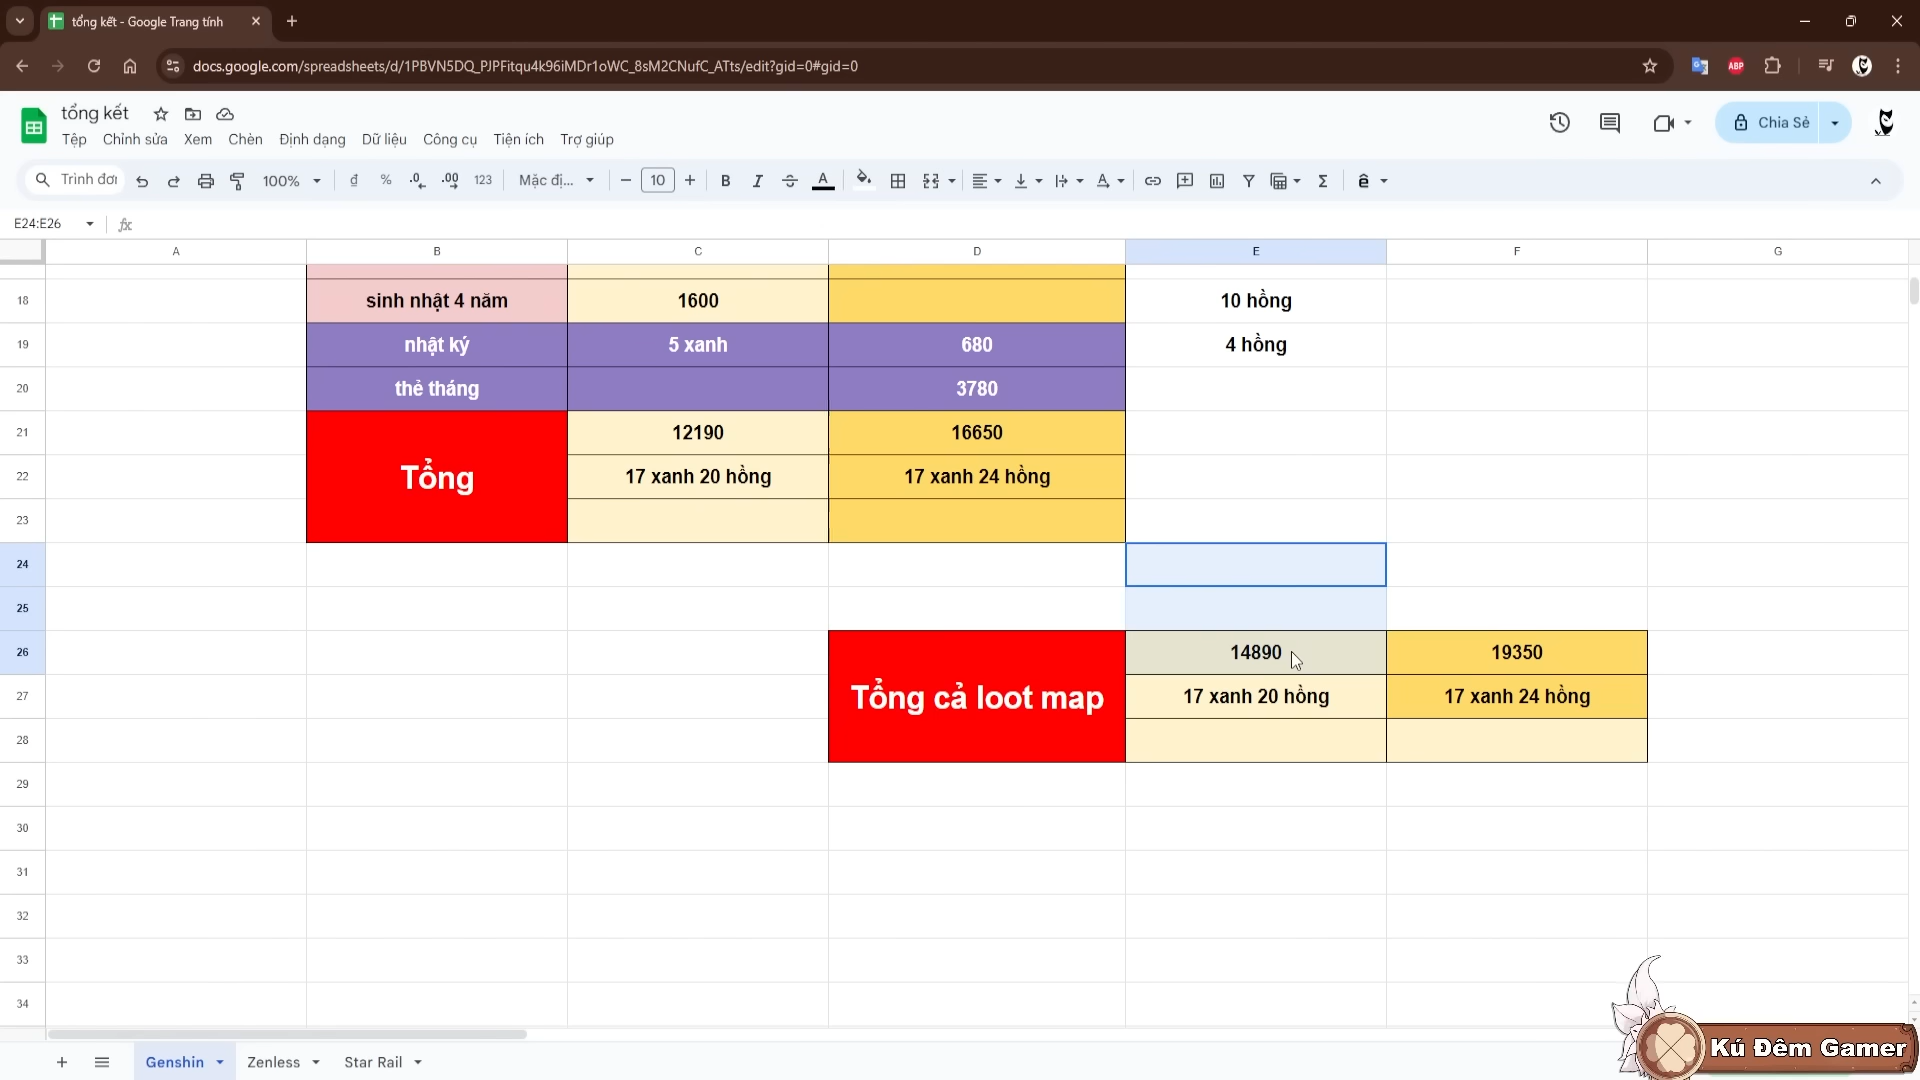 tổng kết - Google Trang tính
docs.google.com/spreadsheets/d/1PBVN5DQ_PJPFitqu4k96iMDr1oWC_8sM2CNufC_ATts/edit?gid=0#gid=0
ABP
tổng kết
Tệp Chỉnh sửa Xem Chèn Định dạng Dữ liệu Công cụ Tiện ích Trợ giúp
Chia Sẻ
Trình đơn 100% đ % .0 .00 123 Mặc đị... 10 B I A
E24:E26
A B C D E F G
18 sinh nhật 4 năm 1600 10 hồng
19 nhật ký 5 xanh 680 4 hồng
20 thẻ tháng 3780
21 12190 16650
22 Tổng 17 xanh 20 hồng 17 xanh 24 hồng
23
24
25
26 14890 19350
27 Tổng cả loot map 17 xanh 20 hồng 17 xanh 24 hồng
28
29
30
31
32
33
34
Genshin Zenless Star Rail
Kú Đêm Gamer